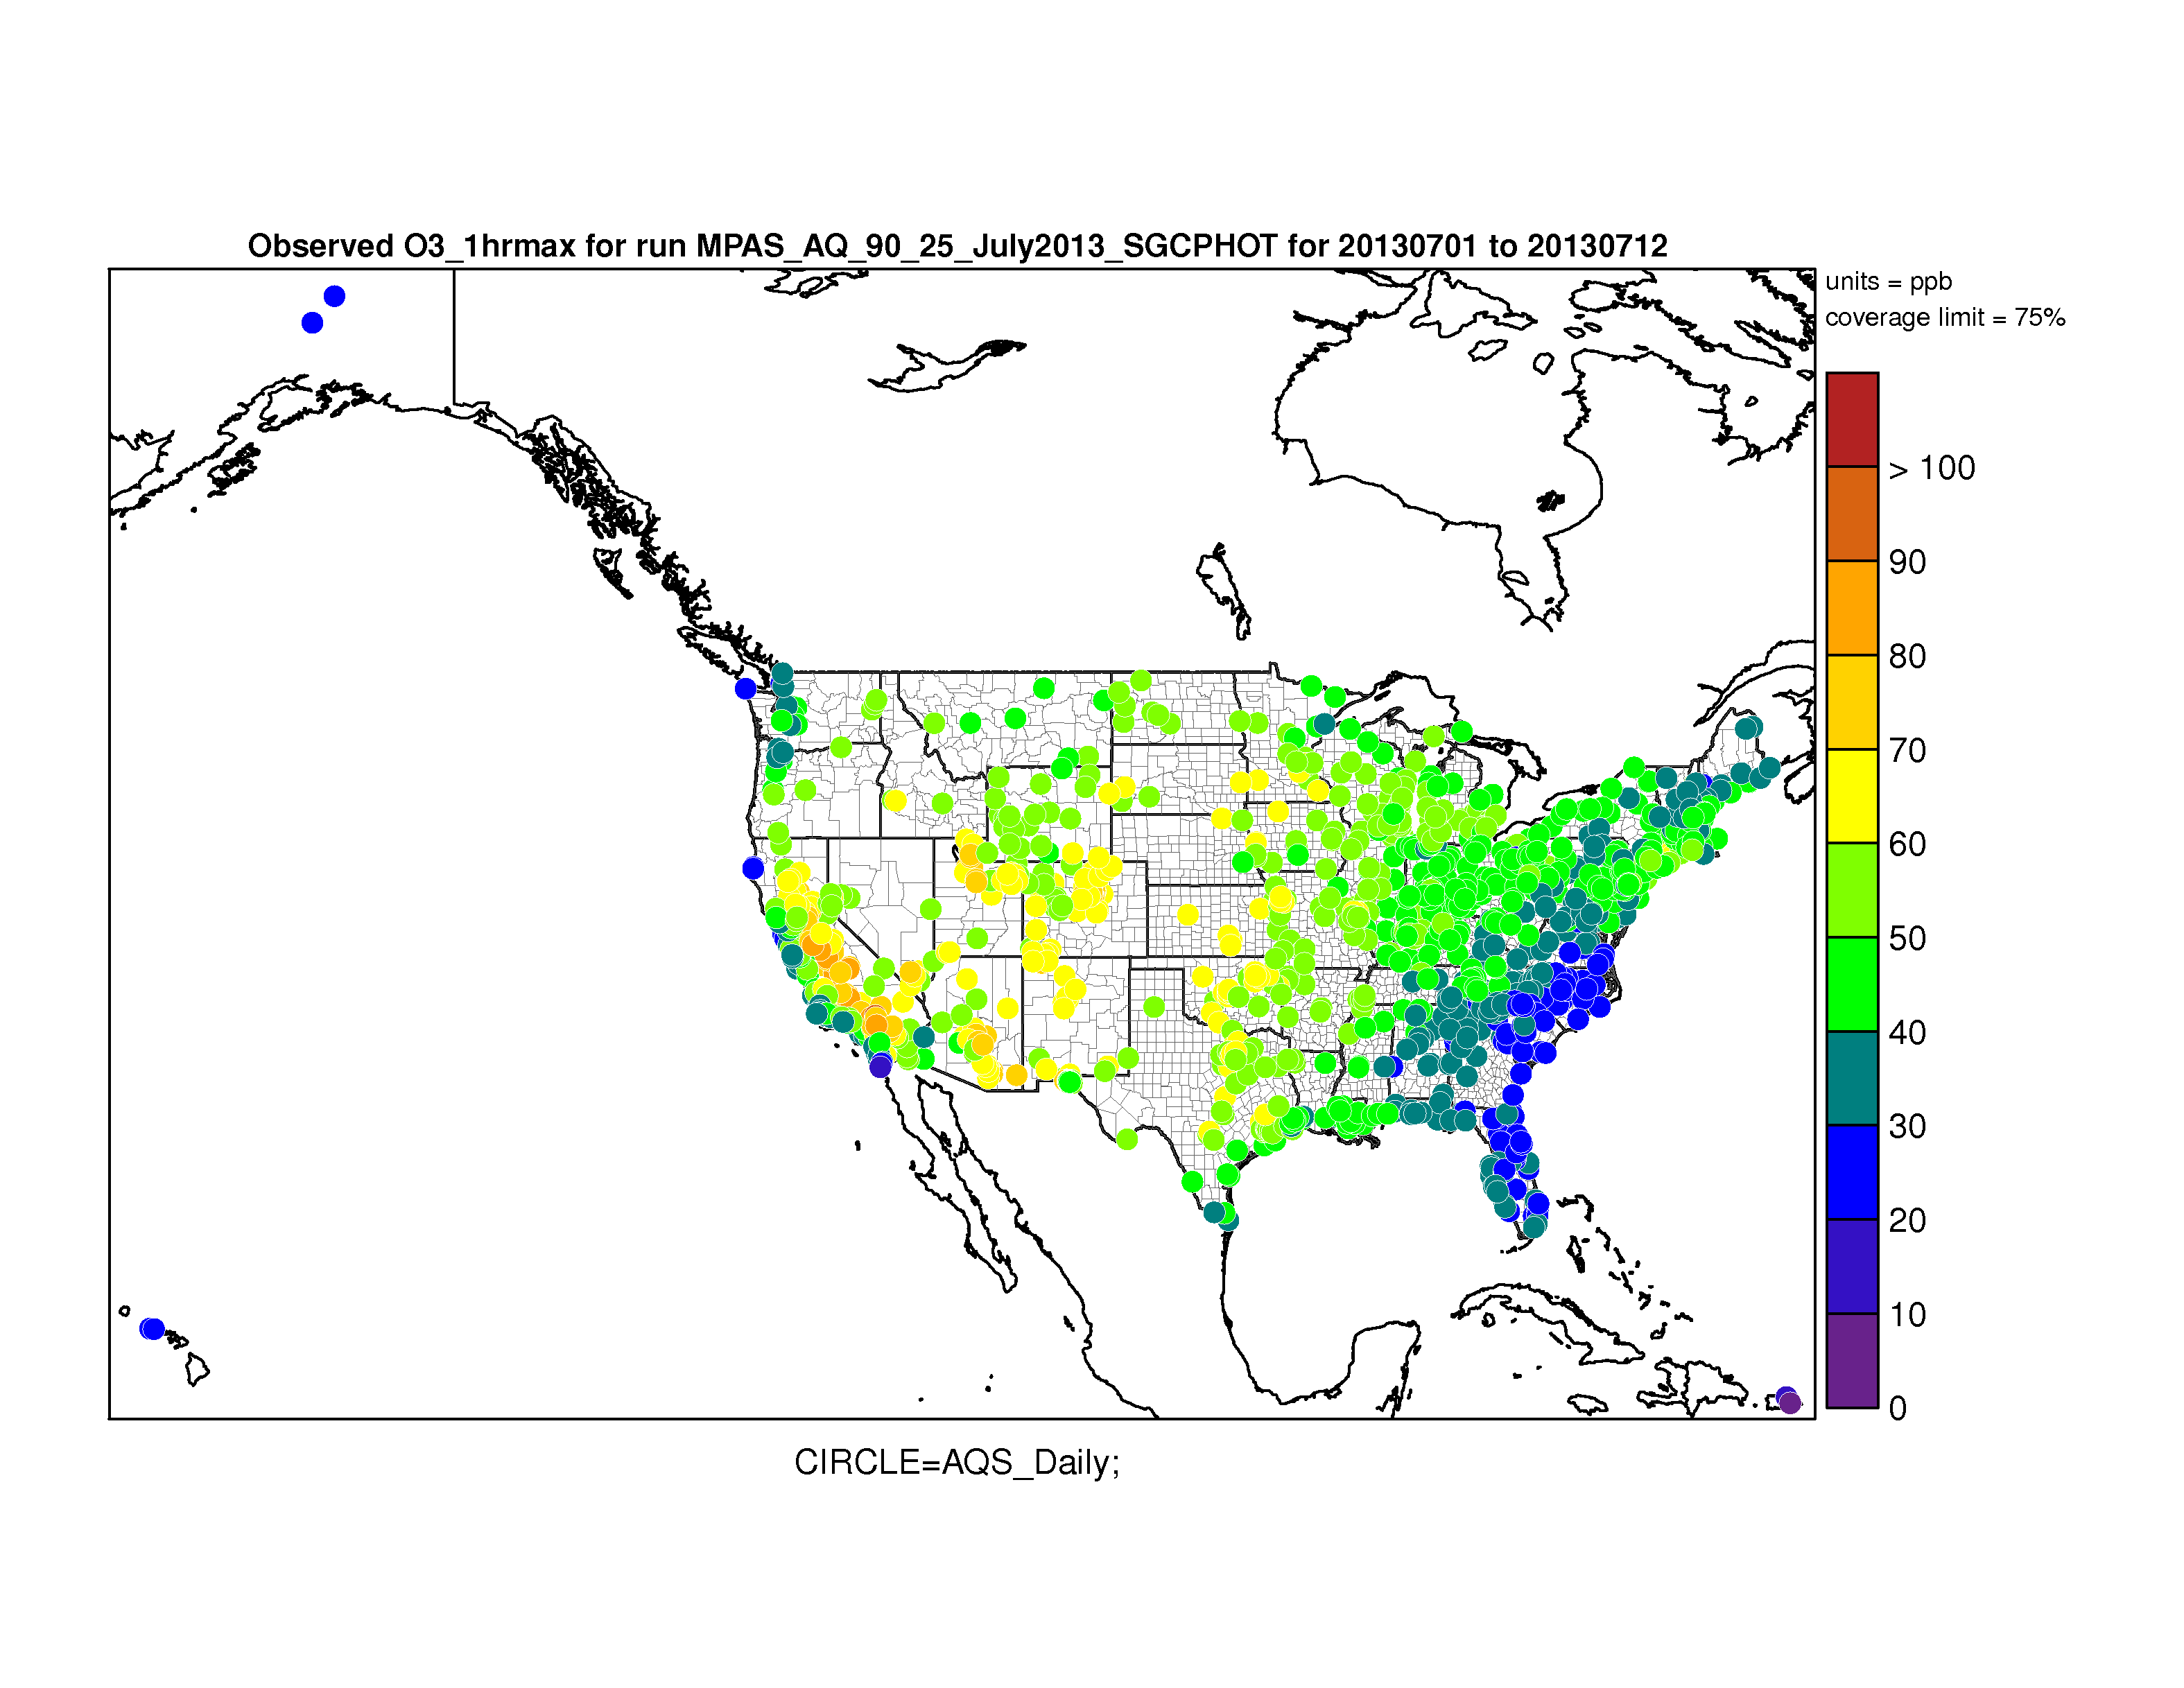 Observed O3_1hrmax for run MPAS_AQ_90_25_July2013_SGCPHOT for 20130701 to 20130712
units = ppb
coverage limit = 75%
> 100
90
80
70
60
50
40
30
20
10
0
CIRCLE=AQS_Daily;